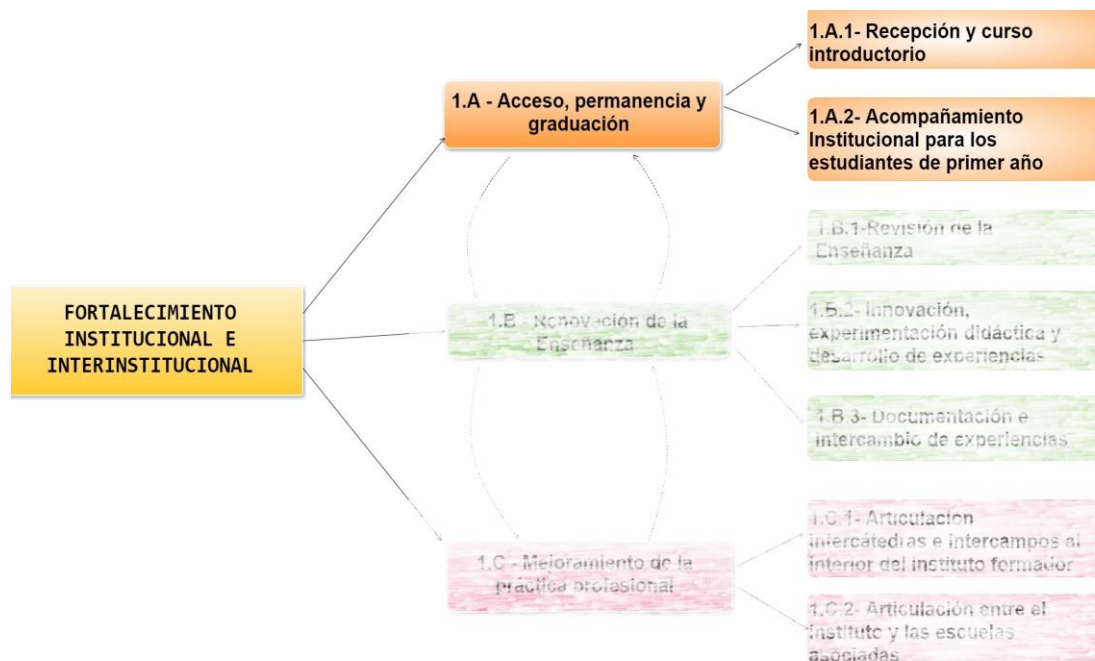 1.A.1- Recepción y curso
introductorio
1.A - Acceso, permanencia y
graduación
1.A.2- Acompañamiento
Institucional para los
estudiantes de primer año
1.B.1-Revisión de la
Enseñanza
FORTALECIMIENTO
INSTITUCIONAL E
INTERINSTITUCIONAL
1.B - Renovación de la
Enseñanza
1.B.2- Innovación,
experimentación didáctica y
desarrollo de experiencias
1.B.3- Documentación e
intercambio de experiencias
1.C - Mejoramiento de la
práctica profesional
1.C.1- Articulación
intercátedras e intercampos al
interior del instituto formador
1.C.2- Articulación entre el
instituto y las escuelas
asociadas